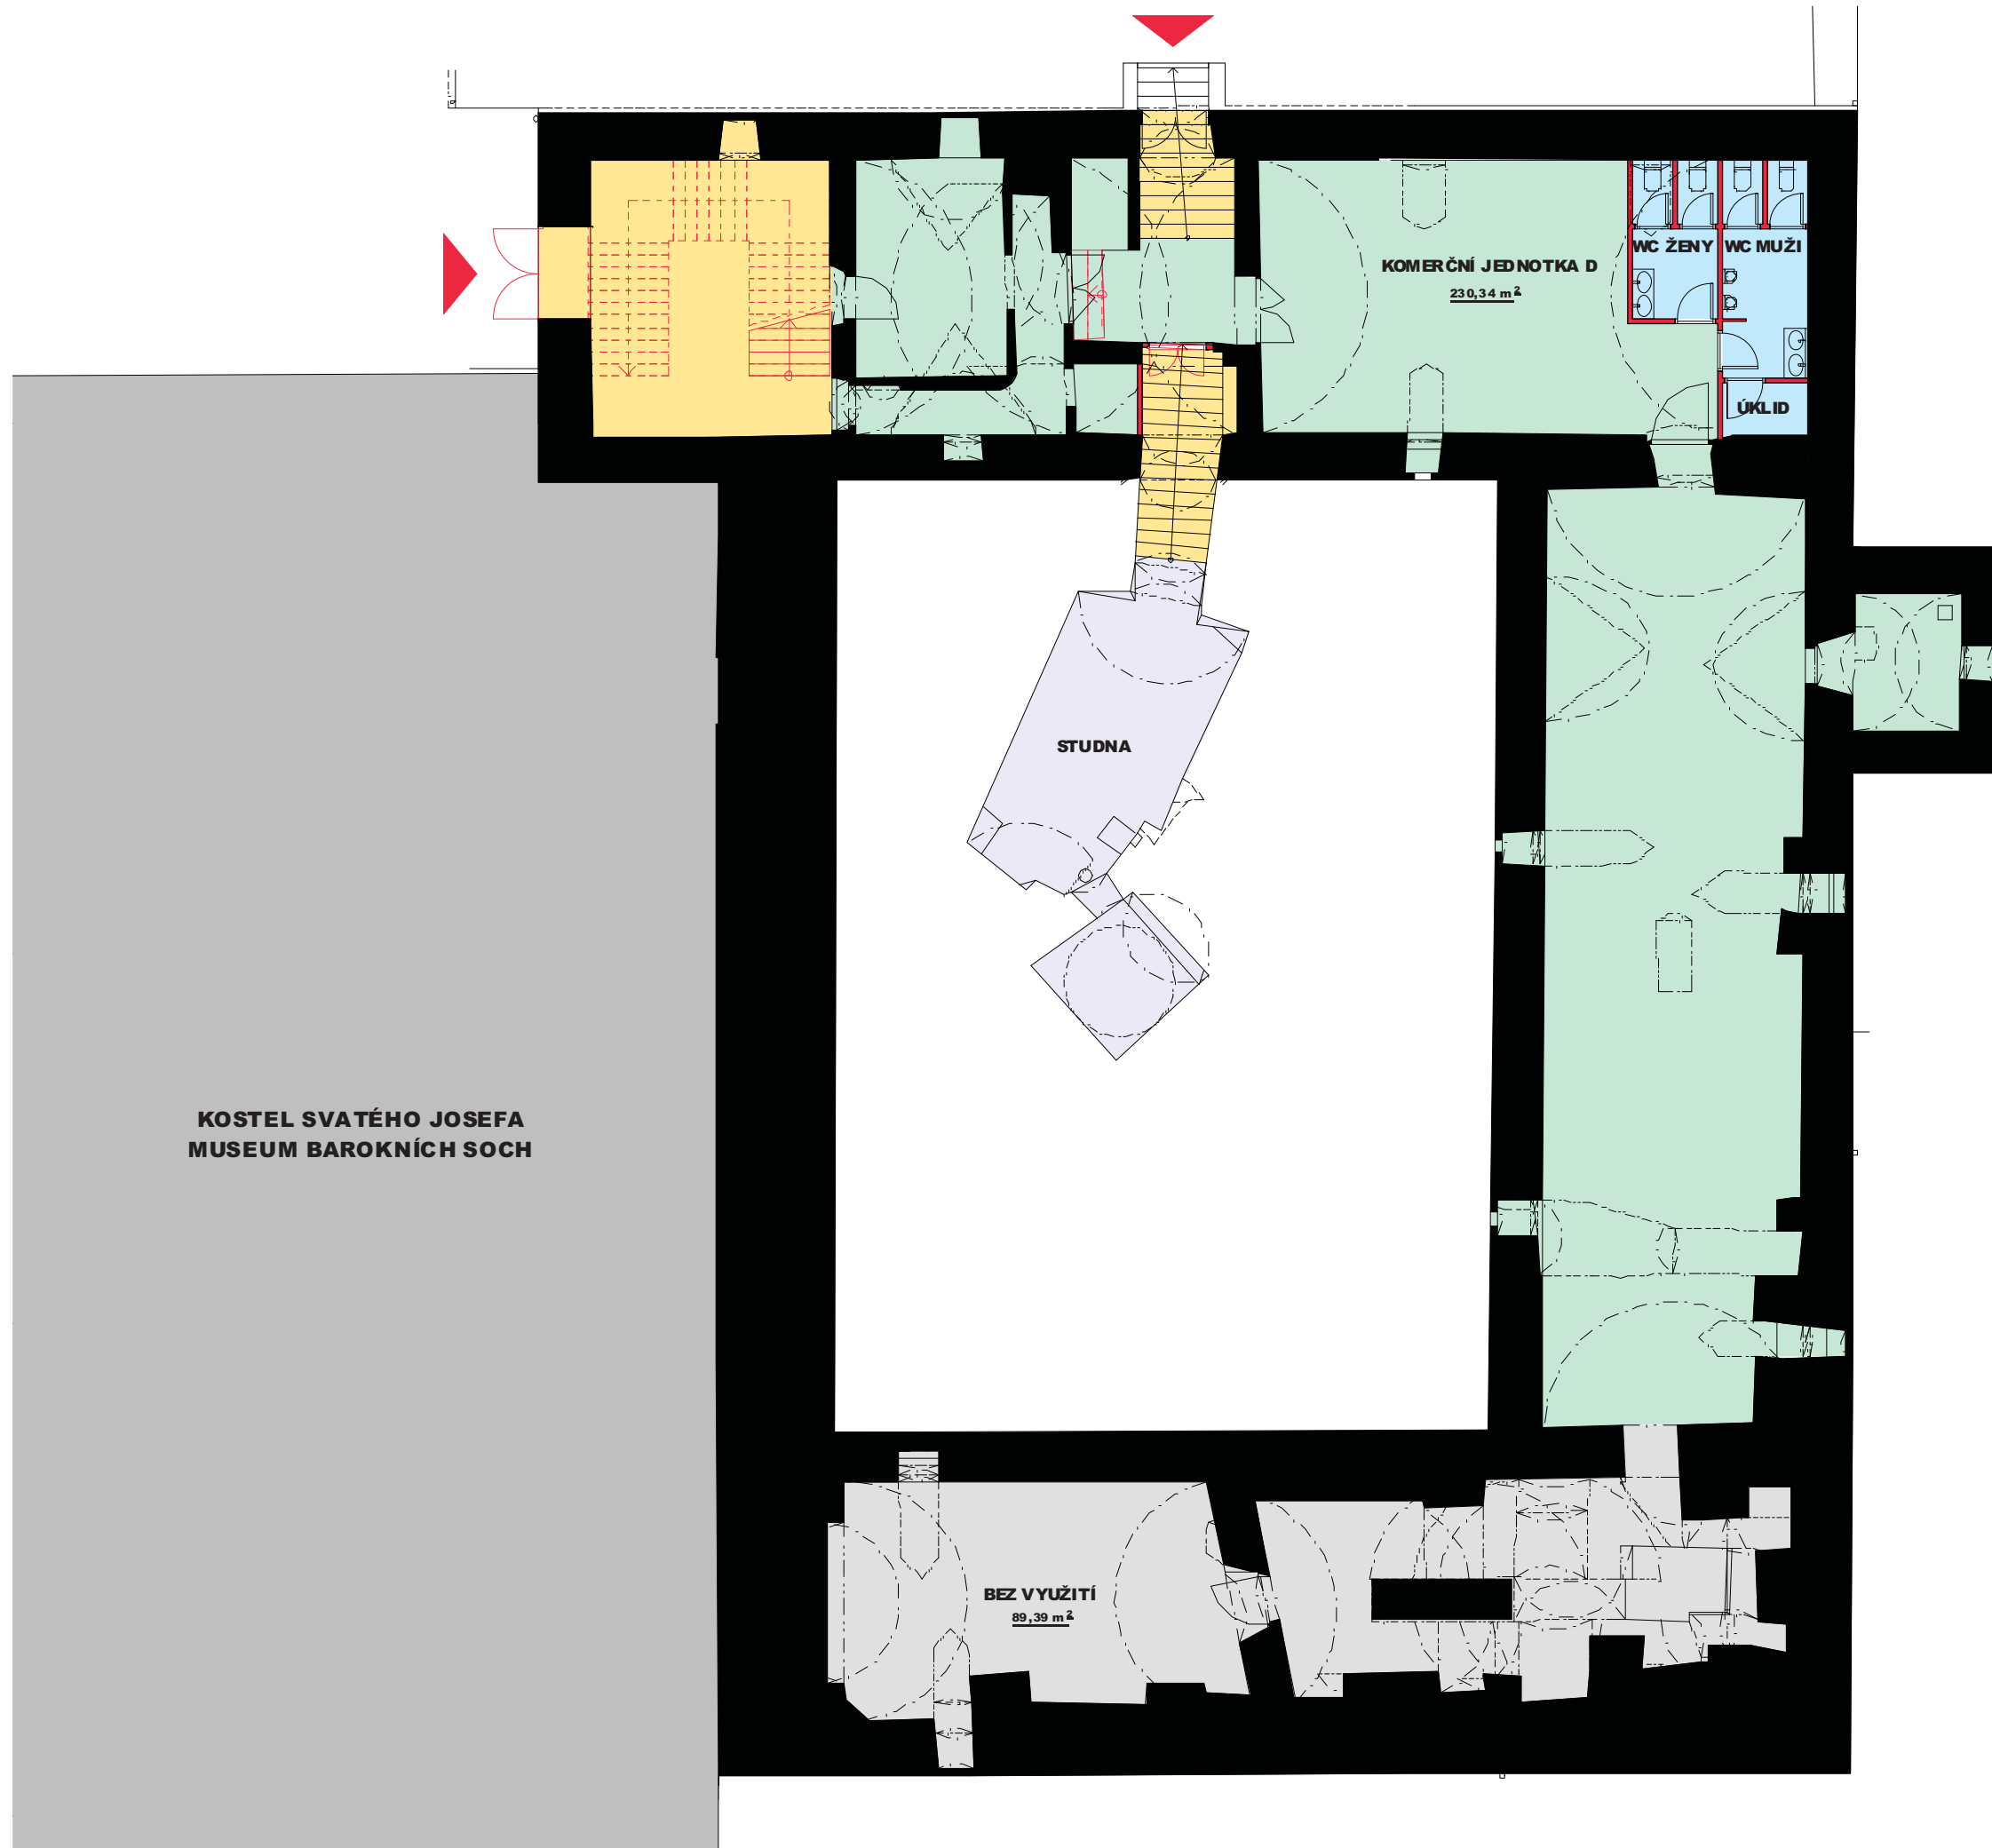 WC ŽENY WC MUŽI
KOMERČNÍ JEDNOTKA D
230,34 m²
ÚKLID
STUDNA
KOSTEL SVATÉHO JOSEFA
MUSEUM BAROKNÍCH SOCH
BEZ VYUŽITÍ
89,39 m²